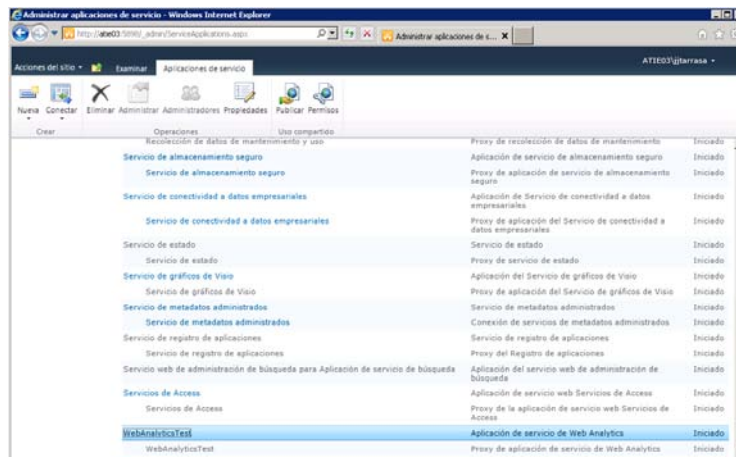 Administrar aplicaciones de servicio - Windows Internet Explorer
http://atie03:5898/_admin/ServiceApplications.aspx
Administrar aplicaciones de s...
Acciones del sitio
Examinar
Aplicaciones de servicio
ATIE03\jjtarrasa
Nueva
Conectar
Eliminar
Administrar
Administradores
Propiedades
Publicar
Permisos
Crear
Operaciones
Uso compartido
Recolección de datos de mantenimiento y uso Proxy de recolección de datos de mantenimiento Iniciado
Servicio de almacenamiento seguro Aplicación de servicio de almacenamiento seguro Iniciado
Servicio de almacenamiento seguro Proxy de aplicación de servicio de almacenamiento Iniciado
seguro
Servicio de conectividad a datos empresariales Aplicación de Servicio de conectividad a datos Iniciado
empresariales
Servicio de conectividad a datos empresariales Proxy de aplicación del Servicio de conectividad a Iniciado
datos empresariales
Servicio de estado Servicio de estado Iniciado
Servicio de estado Proxy de servicio de estado Iniciado
Servicio de gráficos de Visio Aplicación del Servicio de gráficos de Visio Iniciado
Servicio de gráficos de Visio Proxy de aplicación del Servicio de gráficos de Visio Iniciado
Servicio de metadatos administrados Servicio de metadatos administrados Iniciado
Servicio de metadatos administrados Conexión de servicios de metadatos administrados Iniciado
Servicio de registro de aplicaciones Servicio de registro de aplicaciones Iniciado
Servicio de registro de aplicaciones Proxy del Registro de aplicaciones Iniciado
Servicio web de administración de búsqueda para Aplicación de servicio de búsqueda Aplicación del servicio web de administración de Iniciado
búsqueda
Servicios de Access Aplicación de servicio web Servicios de Access Iniciado
Servicios de Access Proxy de la aplicación de servicio web Servicios de Iniciado
Access
WebAnalyticsTest Aplicación de servicio de Web Analytics Iniciado
WebAnalyticsTest Proxy de aplicación de servicio de Web Analytics Iniciado